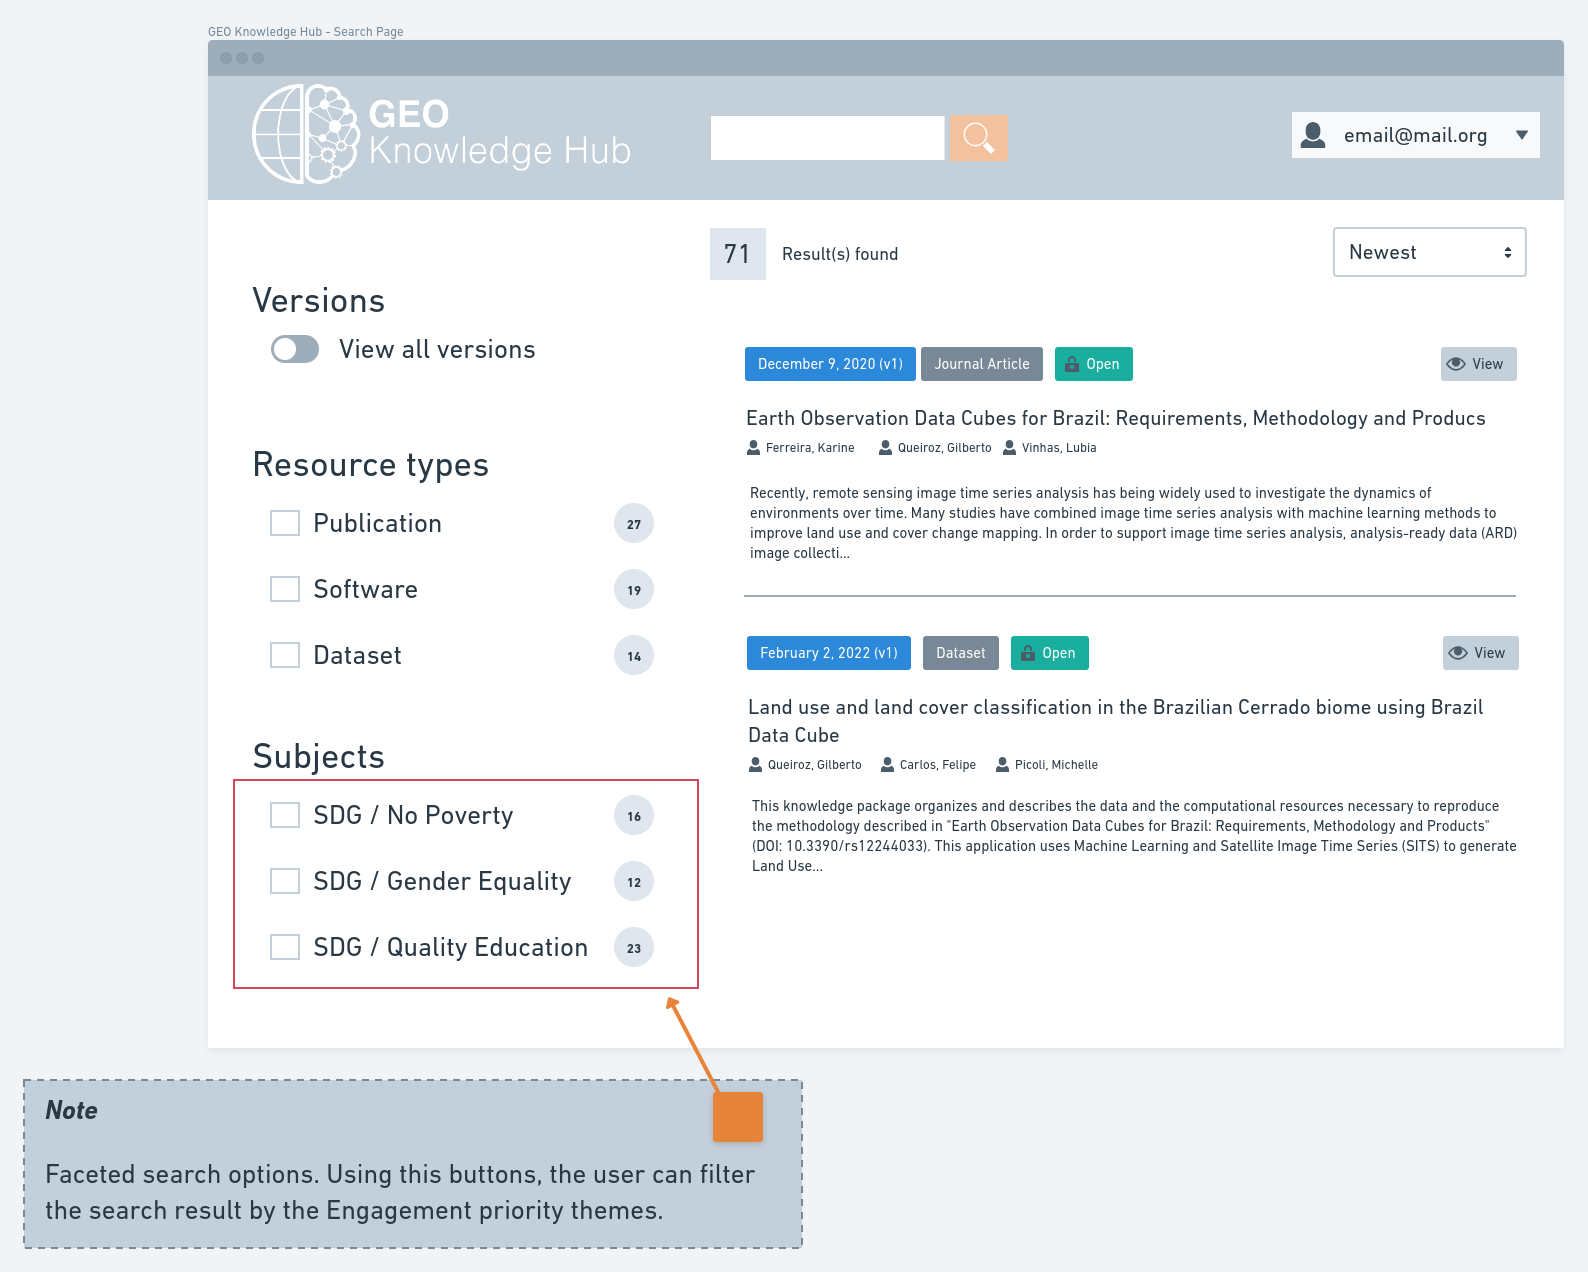 GEO Knowledge Hub - Search Page
GEO
Knowledge Hub
email@mail.org
71
Result(s) found
Newest
Versions
View all versions
Resource types
Publication 27
Software 19
Dataset 14
Subjects
SDG / No Poverty 16
SDG / Gender Equality 12
SDG / Quality Education 23
December 9, 2020 (v1) Journal Article Open View
Earth Observation Data Cubes for Brazil: Requirements, Methodology and Producs
Ferreira, Karine Queiroz, Gilberto Vinhas, Lubia
Recently, remote sensing image time series analysis has being widely used to investigate the dynamics of
environments over time. Many studies have combined image time series analysis with machine learning methods to
improve land use and cover change mapping. In order to support image time series analysis, analysis-ready data (ARD)
image collecti...
February 2, 2022 (v1) Dataset Open View
Land use and land cover classification in the Brazilian Cerrado biome using Brazil
Data Cube
Queiroz, Gilberto Carlos, Felipe Picoli, Michelle
This knowledge package organizes and describes the data and the computational resources necessary to reproduce
the methodology described in "Earth Observation Data Cubes for Brazil: Requirements, Methodology and Products"
(DOI: 10.3390/rs12244033). This application uses Machine Learning and Satellite Image Time Series (SITS) to generate
Land Use...
Note
Faceted search options. Using this buttons, the user can filter
the search result by the Engagement priority themes.